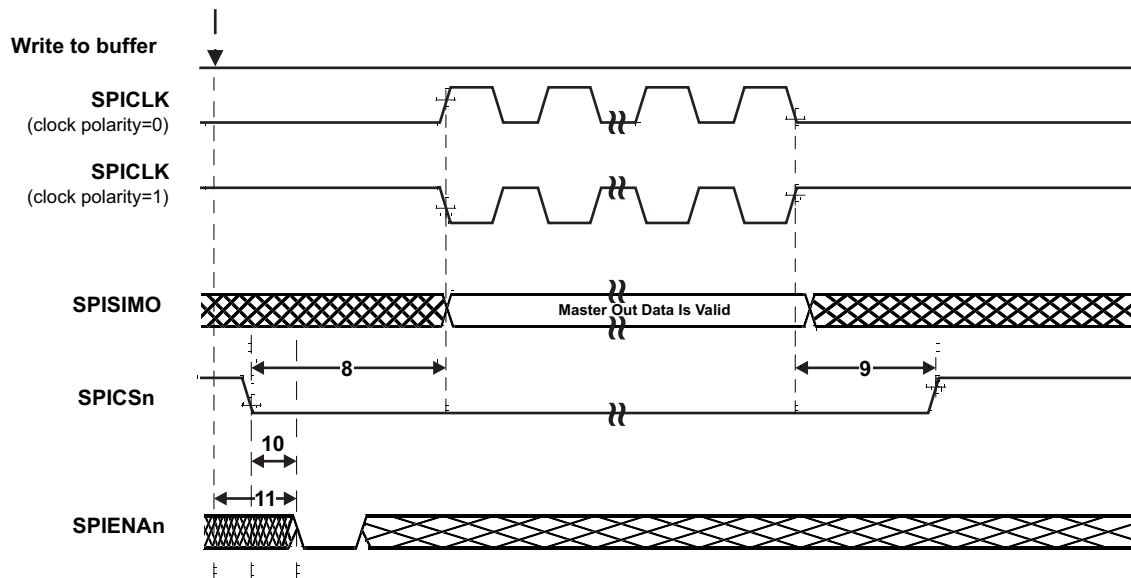 Write to buffer
SPICLK
(clock polarity=0)
SPICLK
(clock polarity=1)
SPISIMO
Master Out Data Is Valid
8
9
SPICSn
10
11
SPIENAn